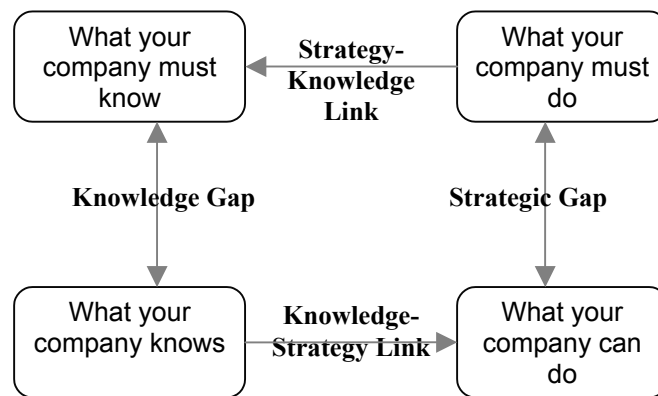 What your
company must
know
Strategy-
Knowledge
Link
What your
company must
do
Knowledge Gap
Strategic Gap
What your
company knows
Knowledge-
Strategy Link
What your
company can
do